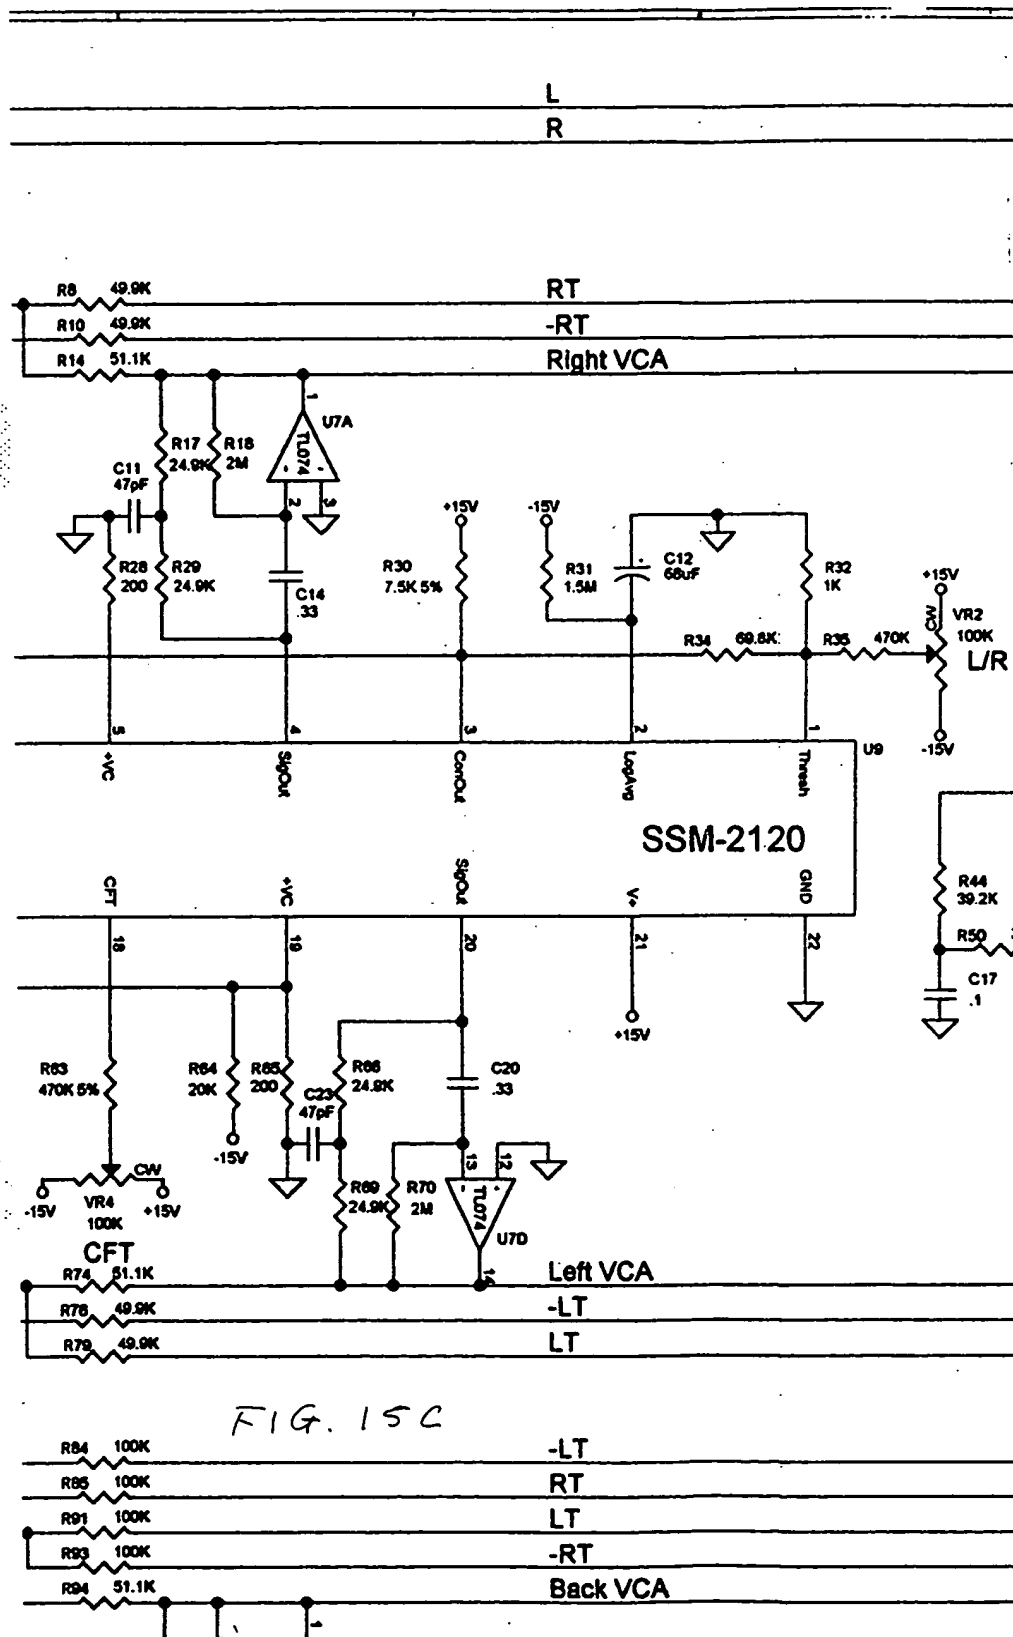 L
R
R8 49.9K RT
R10 49.9K -RT
R14 51.1K Right VCA
1
U7A
TL074
R17
24.9K
R18
2M
C11
47pF
2 3
+15V
-15V
R28
200
R29
24.9K
C14
.33
R30
7.5K 5%
R31
1.5M
C12
68uF
R32
1K
+15V
CW
VR2
100K
L/R
-15V
R34 69.8K
R35 470K
5 4 3 2 1
U9
+VC SigOut ConOut LogAvg Thresh
SSM-2120
CFT +VC SigOut V+ GND
18 19 20 21 22
R44
39.2K
R50
C17
.1
+15V
R63
470K 5%
R64
20K
R65
200
R66
24.9K
C20
.33
C23
47pF
-15V
13 12
CW
-15V VR4 +15V
100K
CFT
R69
24.9K
R70
2M
TL074
U7D
14
R74 51.1K Left VCA
R76 49.9K -LT
R79 49.9K LT
FIG. 15C
R84 100K -LT
R85 100K RT
R91 100K LT
R93 100K -RT
R94 51.1K Back VCA
1